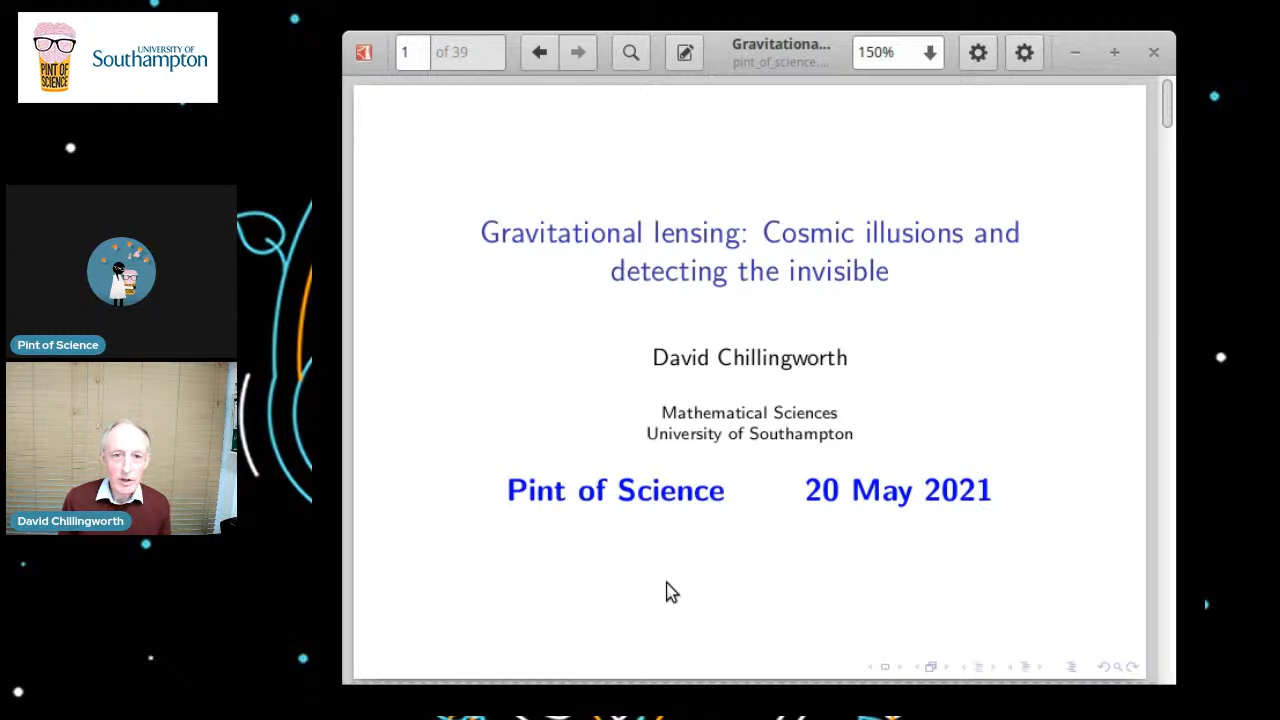 PINT OF
SCIENCE
UNIVERSITY OF
Southampton
1 of 39
Gravitationa...
pint_of_science....
150%
Gravitational lensing: Cosmic illusions and
detecting the invisible
David Chillingworth
Mathematical Sciences
University of Southampton
Pint of Science 20 May 2021
Pint of Science
David Chillingworth